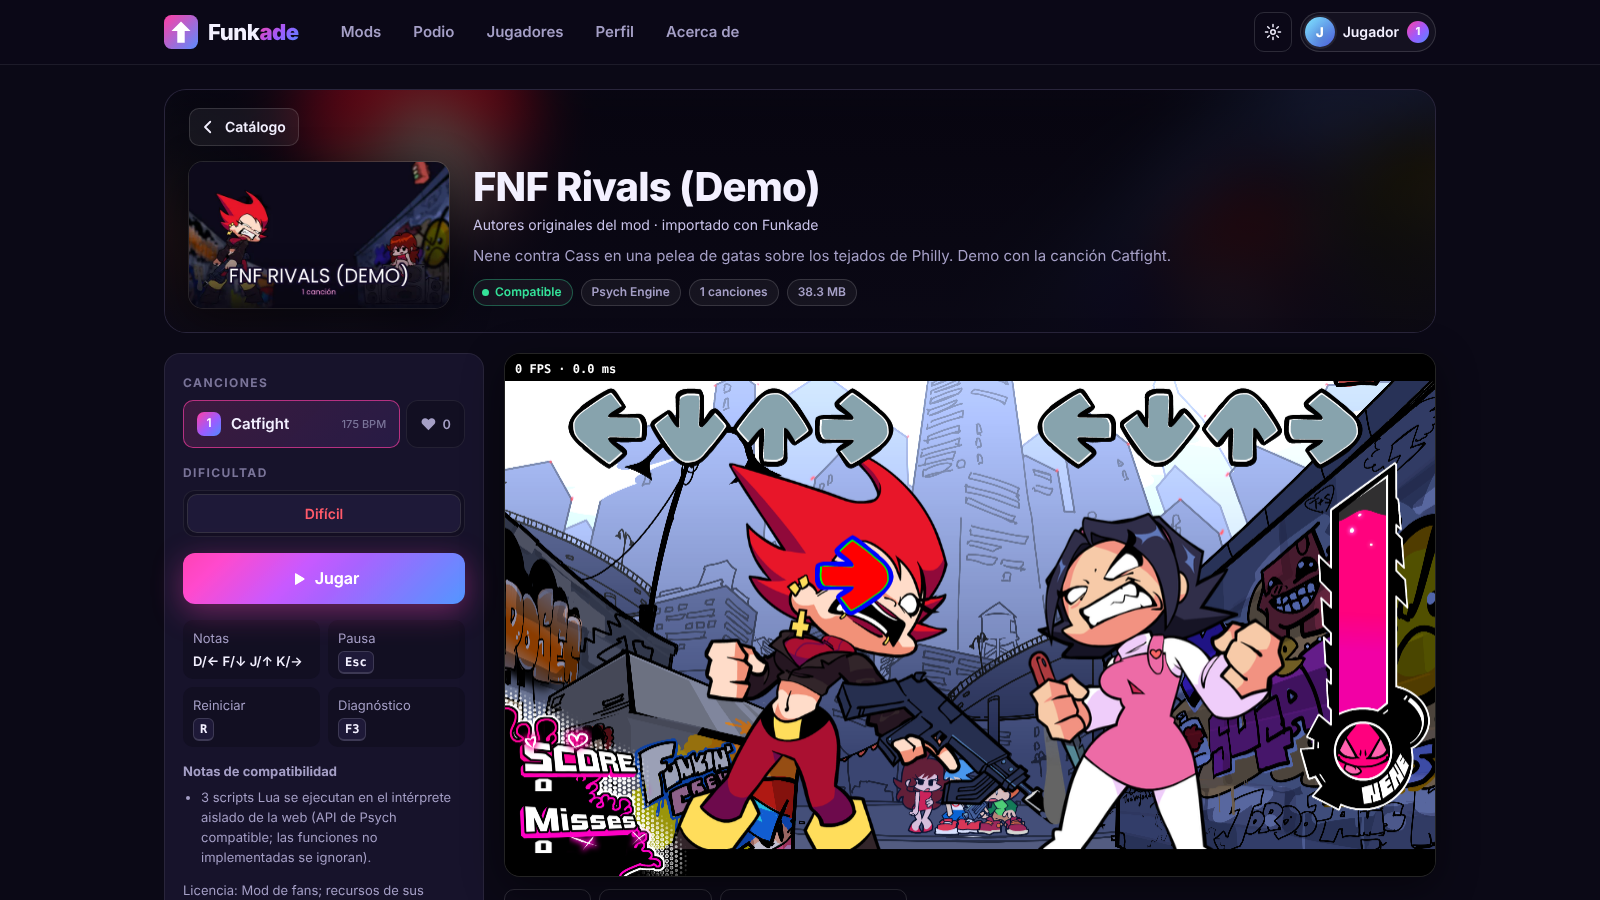 Funkade
Mods
Podio
Jugadores
Perfil
Acerca de
J
Jugador
1
Catálogo
FNF RIVALS (DEMO)
1 canción
FNF Rivals (Demo)
Autores originales del mod · importado con Funkade
Nene contra Cass en una pelea de gatas sobre los tejados de Philly. Demo con la canción Catfight.
Compatible
Psych Engine
1 canciones
38.3 MB
CANCIONES
1
Catfight
175 BPM
0
DIFICULTAD
Difícil
Jugar
Notas
D/← F/↓ J/↑ K/→
Pausa
Esc
Reiniciar
R
Diagnóstico
F3
Notas de compatibilidad
• 3 scripts Lua se ejecutan en el intérprete
aislado de la web (API de Psych
compatible; las funciones no
implementadas se ignoran).
Licencia: Mod de fans; recursos de sus
0 FPS · 0.0 ms
SCORE
0
Misses
0
FUNKIN'
NENE